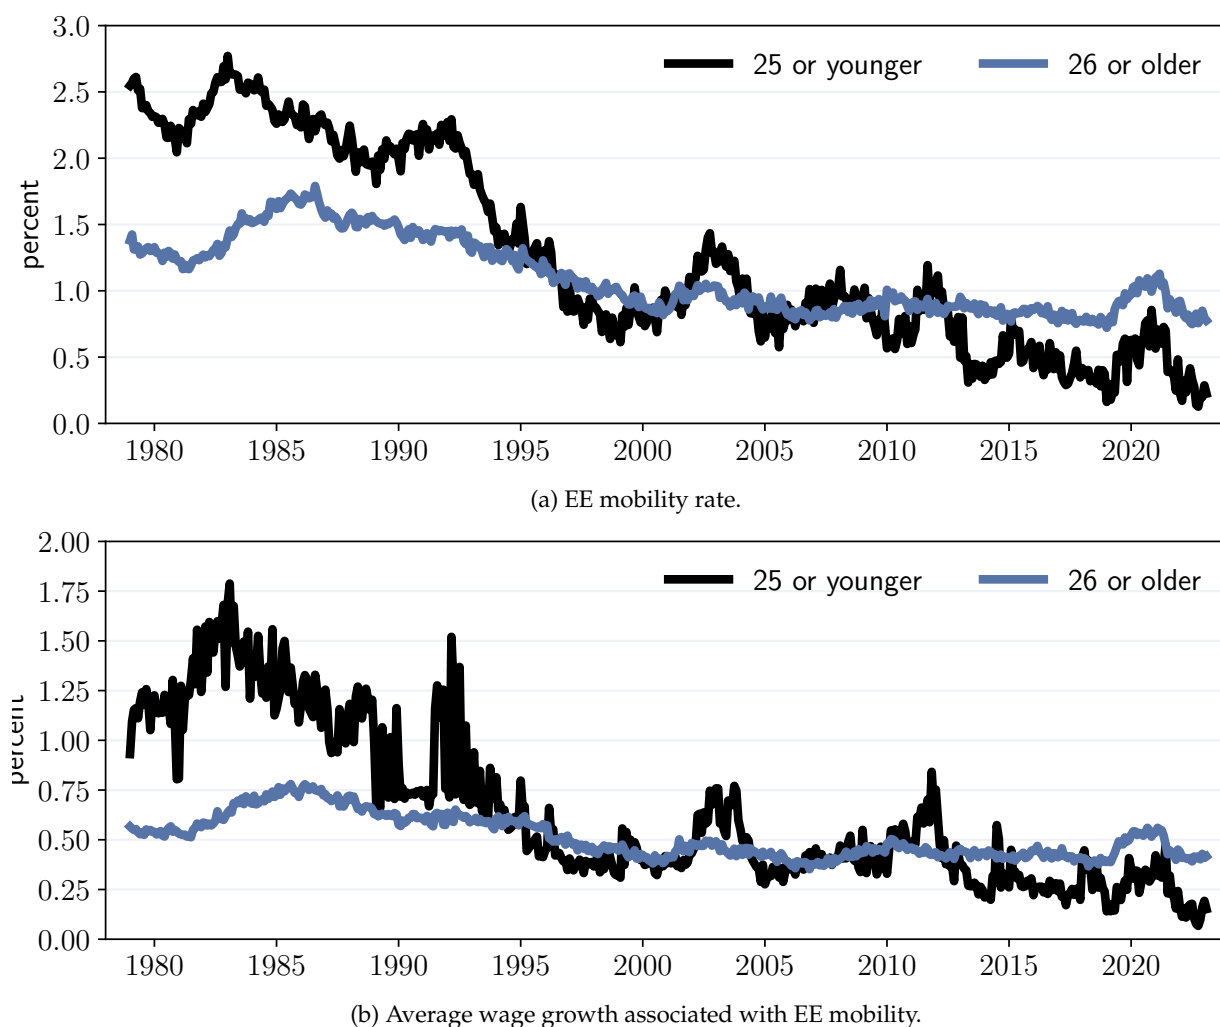 3.0
25 or younger 26 or older
2.5
2.0
percent
1.5
1.0
0.5
0.0
1980 1985 1990 1995 2000 2005 2010 2015 2020
(a) EE mobility rate.
2.00
25 or younger 26 or older
1.75
1.50
1.25
percent
1.00
0.75
0.50
0.25
0.00
1980 1985 1990 1995 2000 2005 2010 2015 2020
(b) Average wage growth associated with EE mobility.